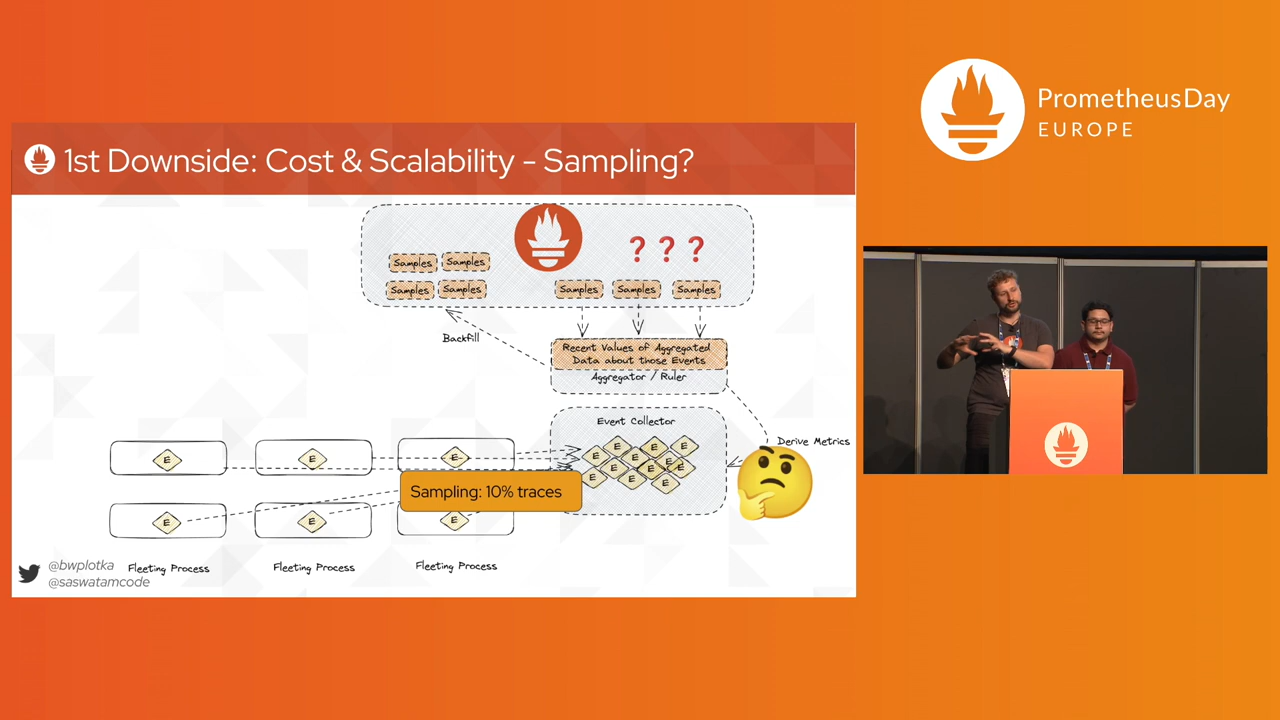 PrometheusDay
EUROPE
1st Downside: Cost & Scalability - Sampling?
? ? ?
Samples Samples
Samples Samples
Samples Samples Samples
Backfill
Recent Values of Aggregated
Data about those Events
Aggregator / Ruler
Event Collector
Derive Metrics
E E E
E E E E
E E E E E
E E
Sampling: 10% traces
E E E
Fleeting Process Fleeting Process Fleeting Process
@bwplotka
@saswatamcode